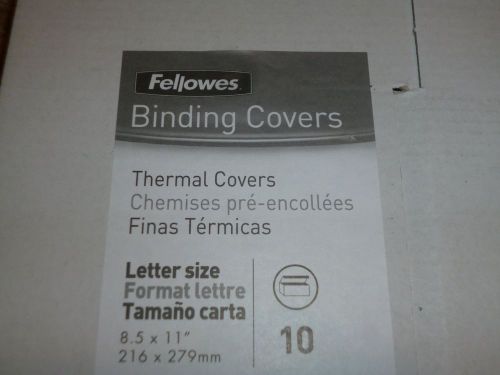 Fellowes
Binding Covers
Thermal Covers
Chemises pré-encollées
Finas Térmicas
Letter size
Format lettre
Tamaño carta
8.5 x 11"
216 x 279mm
10